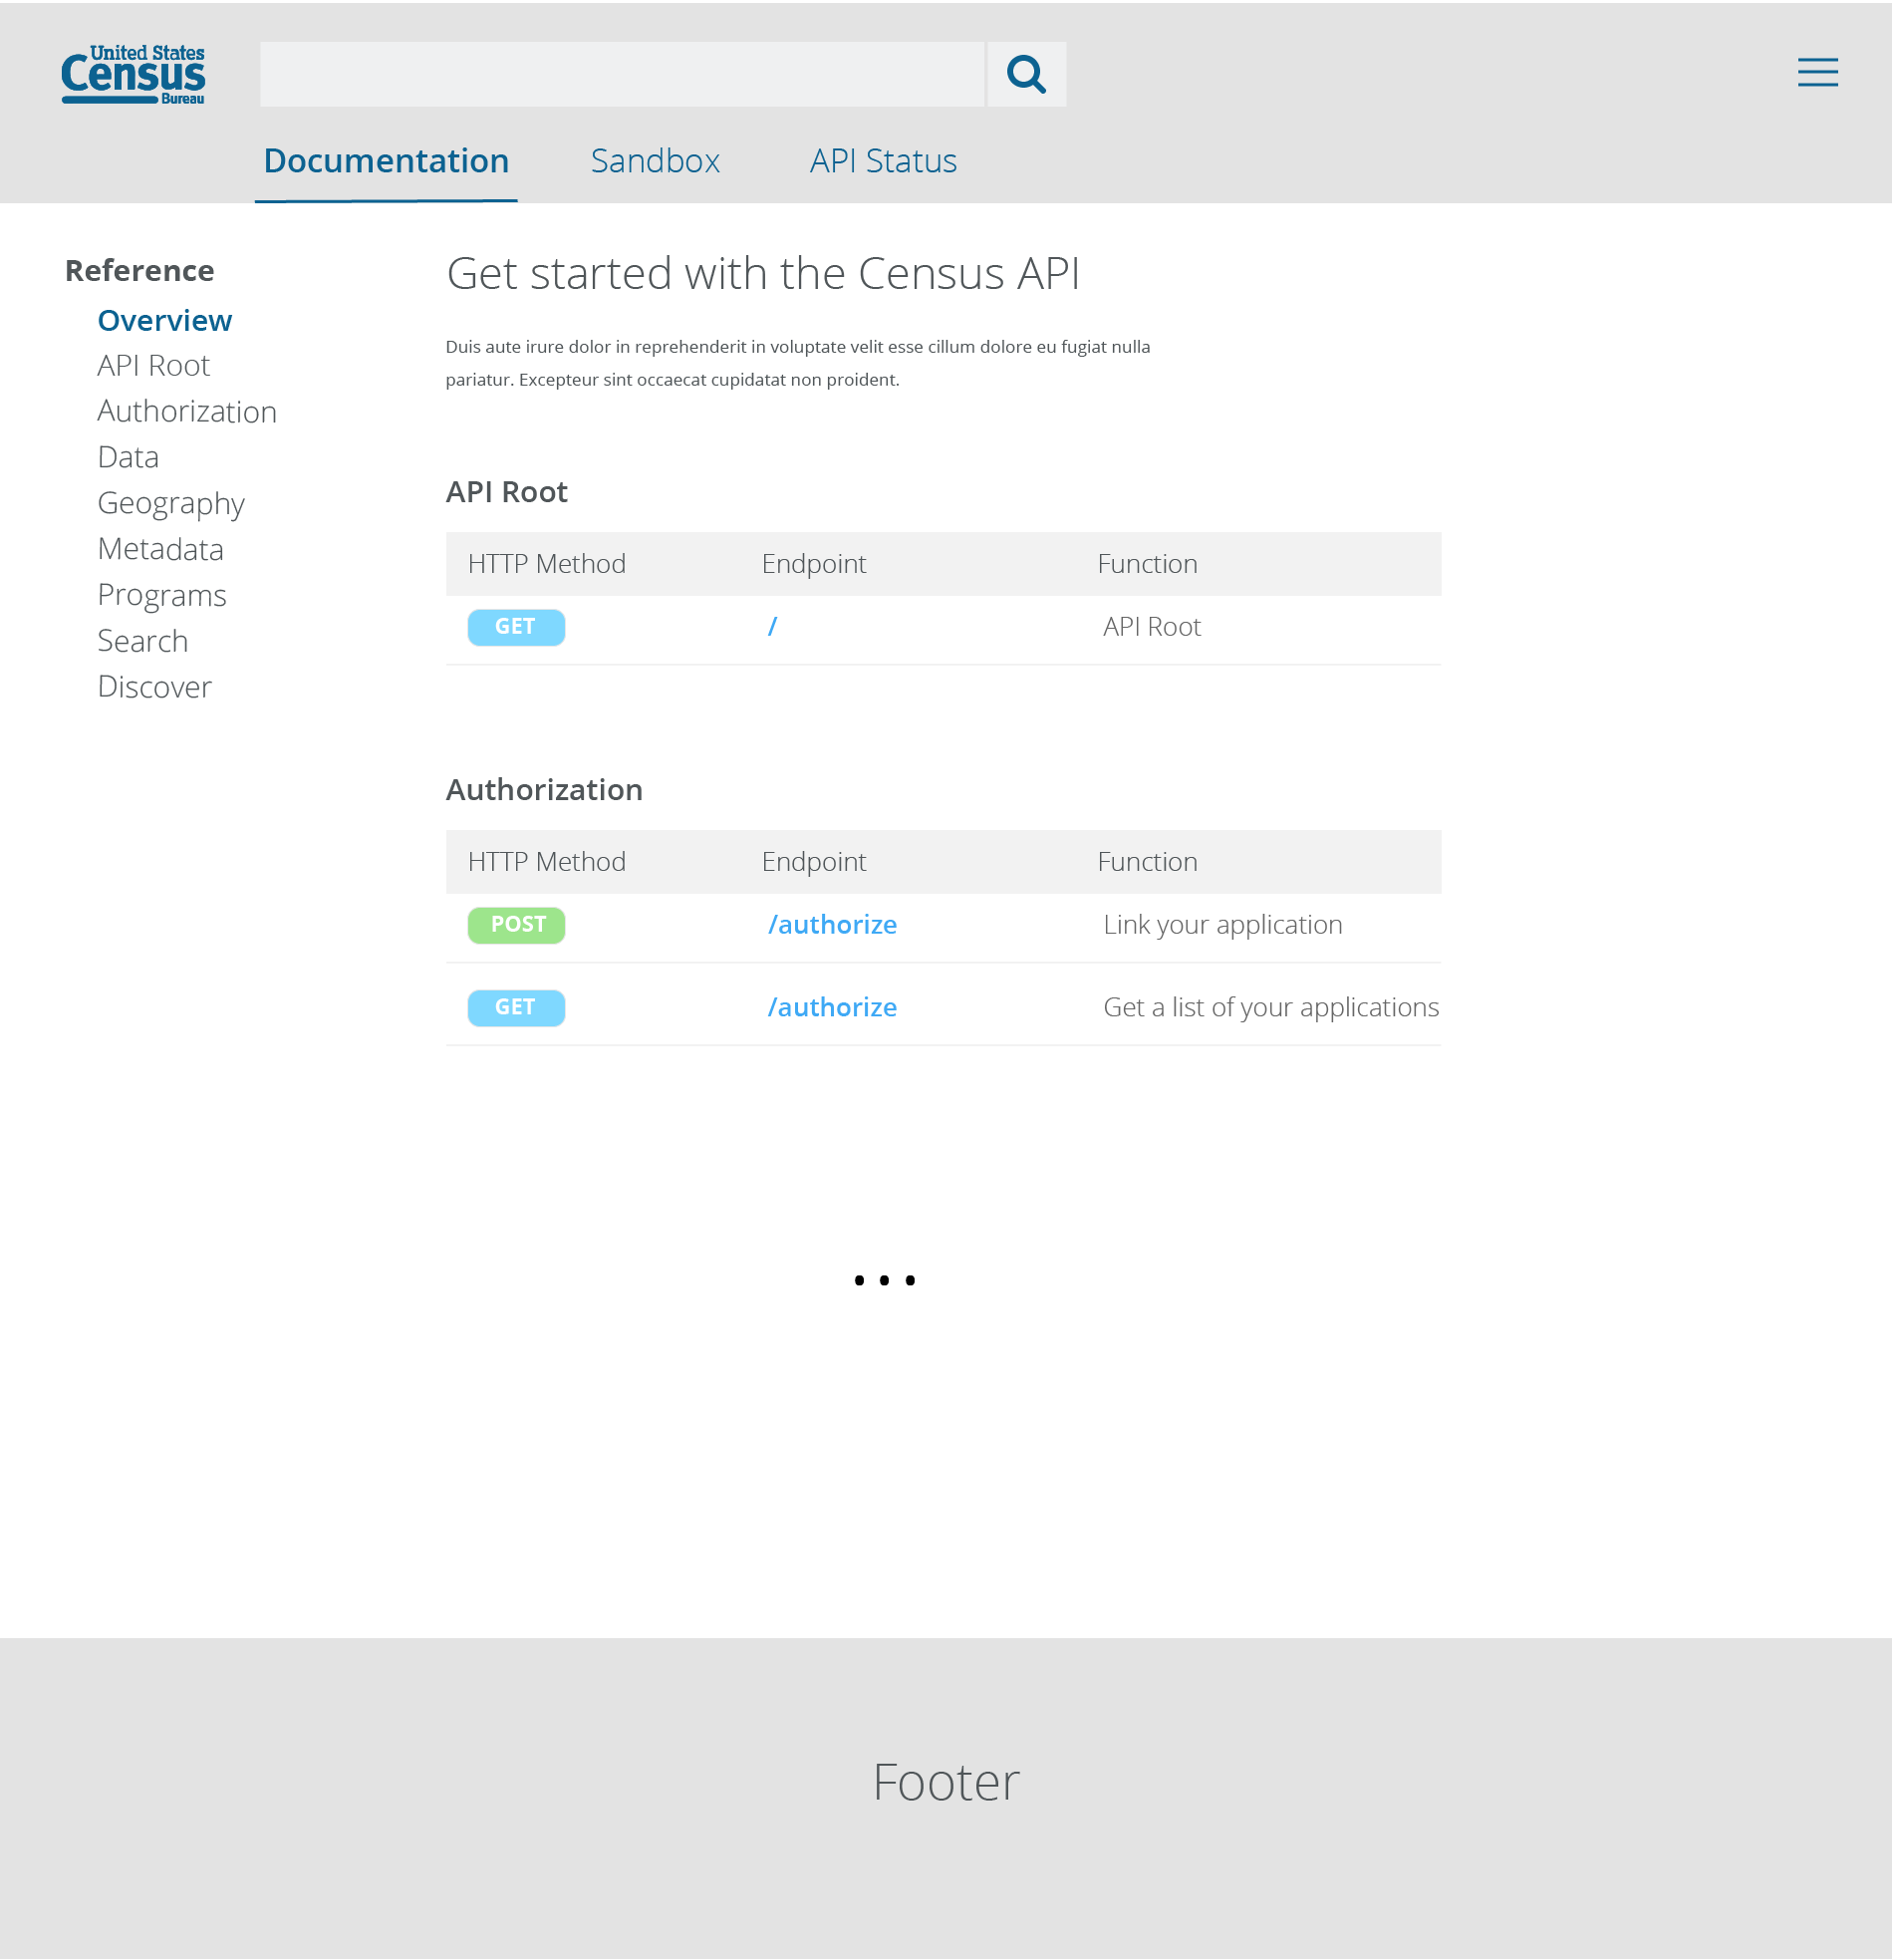 United States
Census
Bureau
Documentation Sandbox API Status
Reference
Overview
API Root
Authorization
Data
Geography
Metadata
Programs
Search
Discover
Get started with the Census API
Duis aute irure dolor in reprehenderit in voluptate velit esse cillum dolore eu fugiat nulla
pariatur. Excepteur sint occaecat cupidatat non proident.
API Root
HTTP Method Endpoint Function
GET / API Root
Authorization
HTTP Method Endpoint Function
POST /authorize Link your application
GET /authorize Get a list of your applications
...
Footer